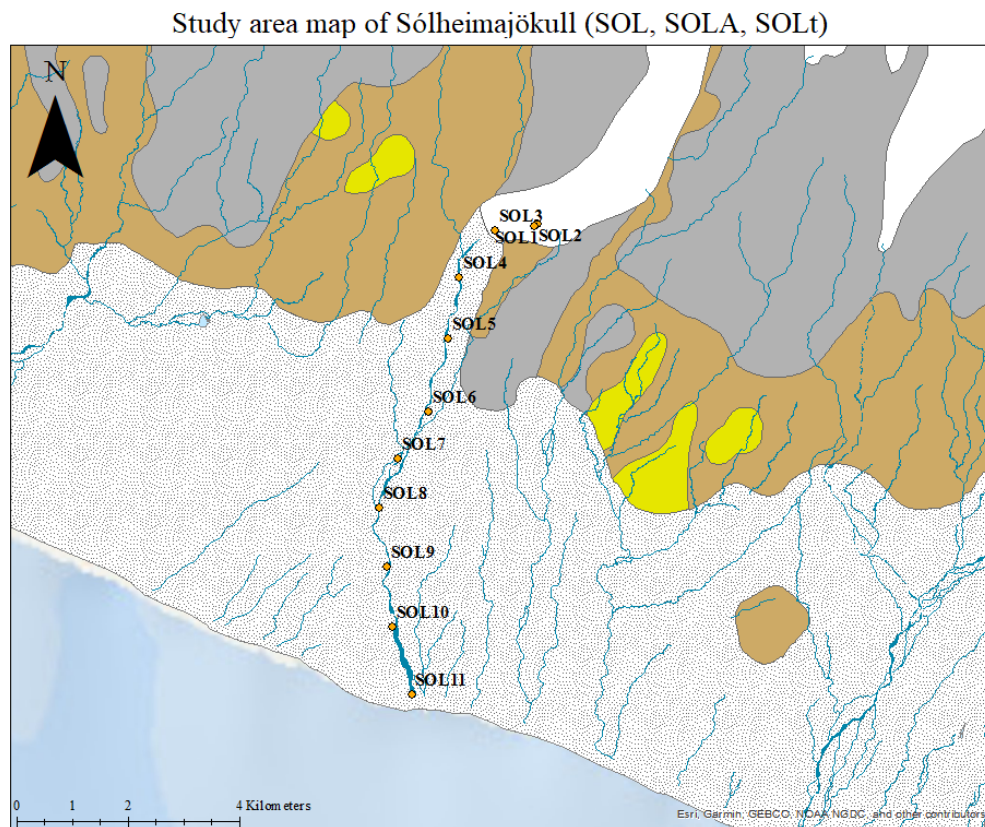 Study area map of Sólheimajökull (SOL, SOLA, SOLt)
N
SOL3
SOL1 SOL2
SOL4
SOL5
SOL6
SOL7
SOL8
SOL9
SOL10
SOL11
0 1 2 4 Kilometers
Esri, Garmin, GEBCO, NOAA NGDC, and other contributors